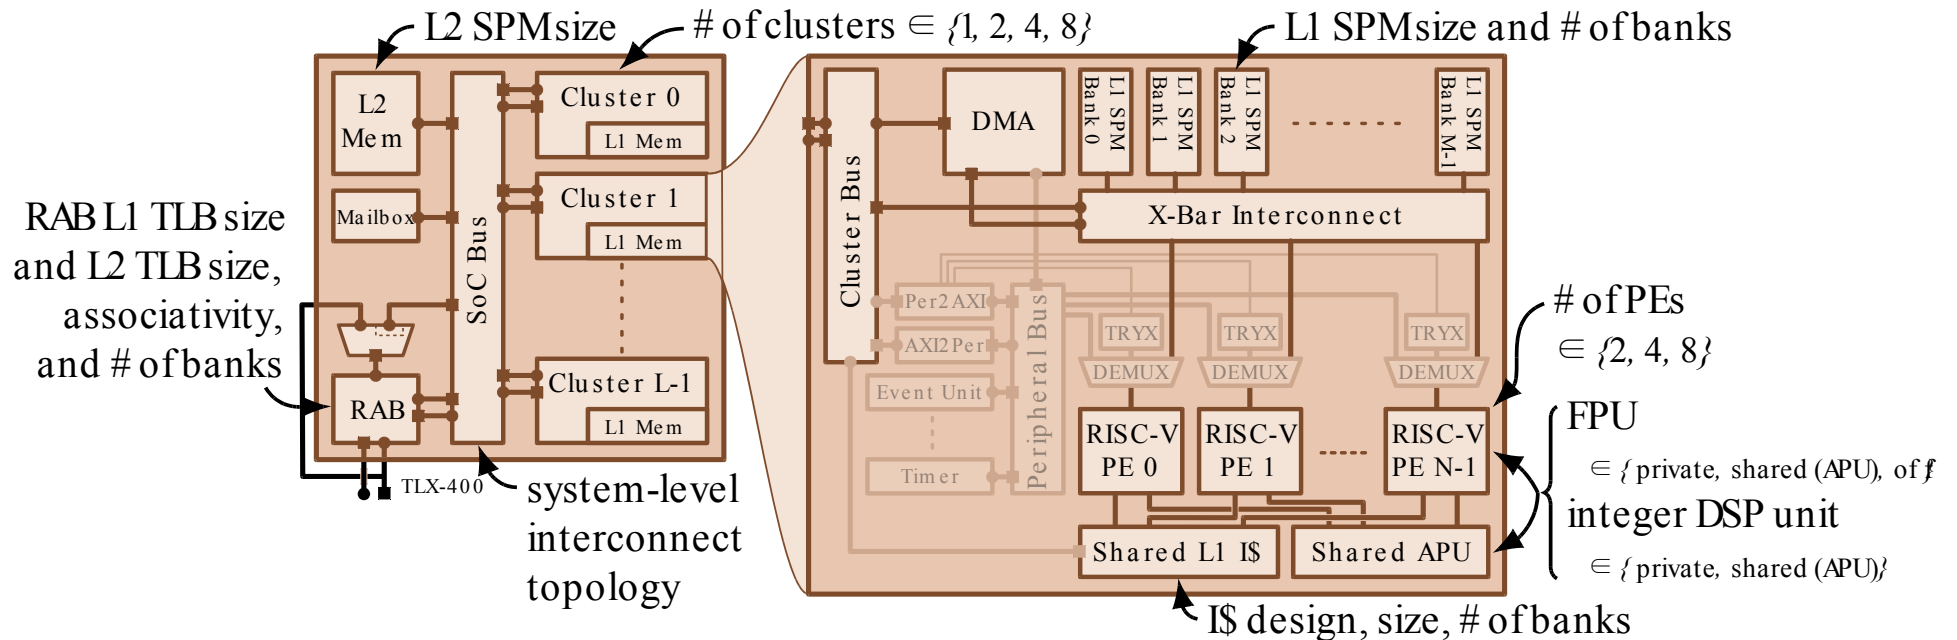 L2 SPM size
# of clusters ∈ {1, 2, 4, 8}
L1 SPM size and # of banks
L2
Mem
Cluster 0
L1 Mem
Mailbox
SoC Bus
Cluster 1
L1 Mem
RAB L1 TLB size
and L2 TLB size,
associativity,
and # of banks
RAB
Cluster L-1
L1 Mem
TLX-400
system-level
interconnect
topology
Cluster Bus
DMA
L1 SPM
Bank 0
L1 SPM
Bank 1
L1 SPM
Bank 2
L1 SPM
Bank M-1
X-Bar Interconnect
Per2AXI
AXI2Per
Event Unit
Timer
Peripheral Bus
TRYX
TRYX
TRYX
DEMUX
DEMUX
DEMUX
RISC-V
PE 0
RISC-V
PE 1
RISC-V
PE N-1
Shared L1 I$
Shared APU
# of PEs
∈ {2, 4, 8}
FPU
∈ { private, shared (APU), off
integer DSP unit
∈ { private, shared (APU)}
I$ design, size, # of banks